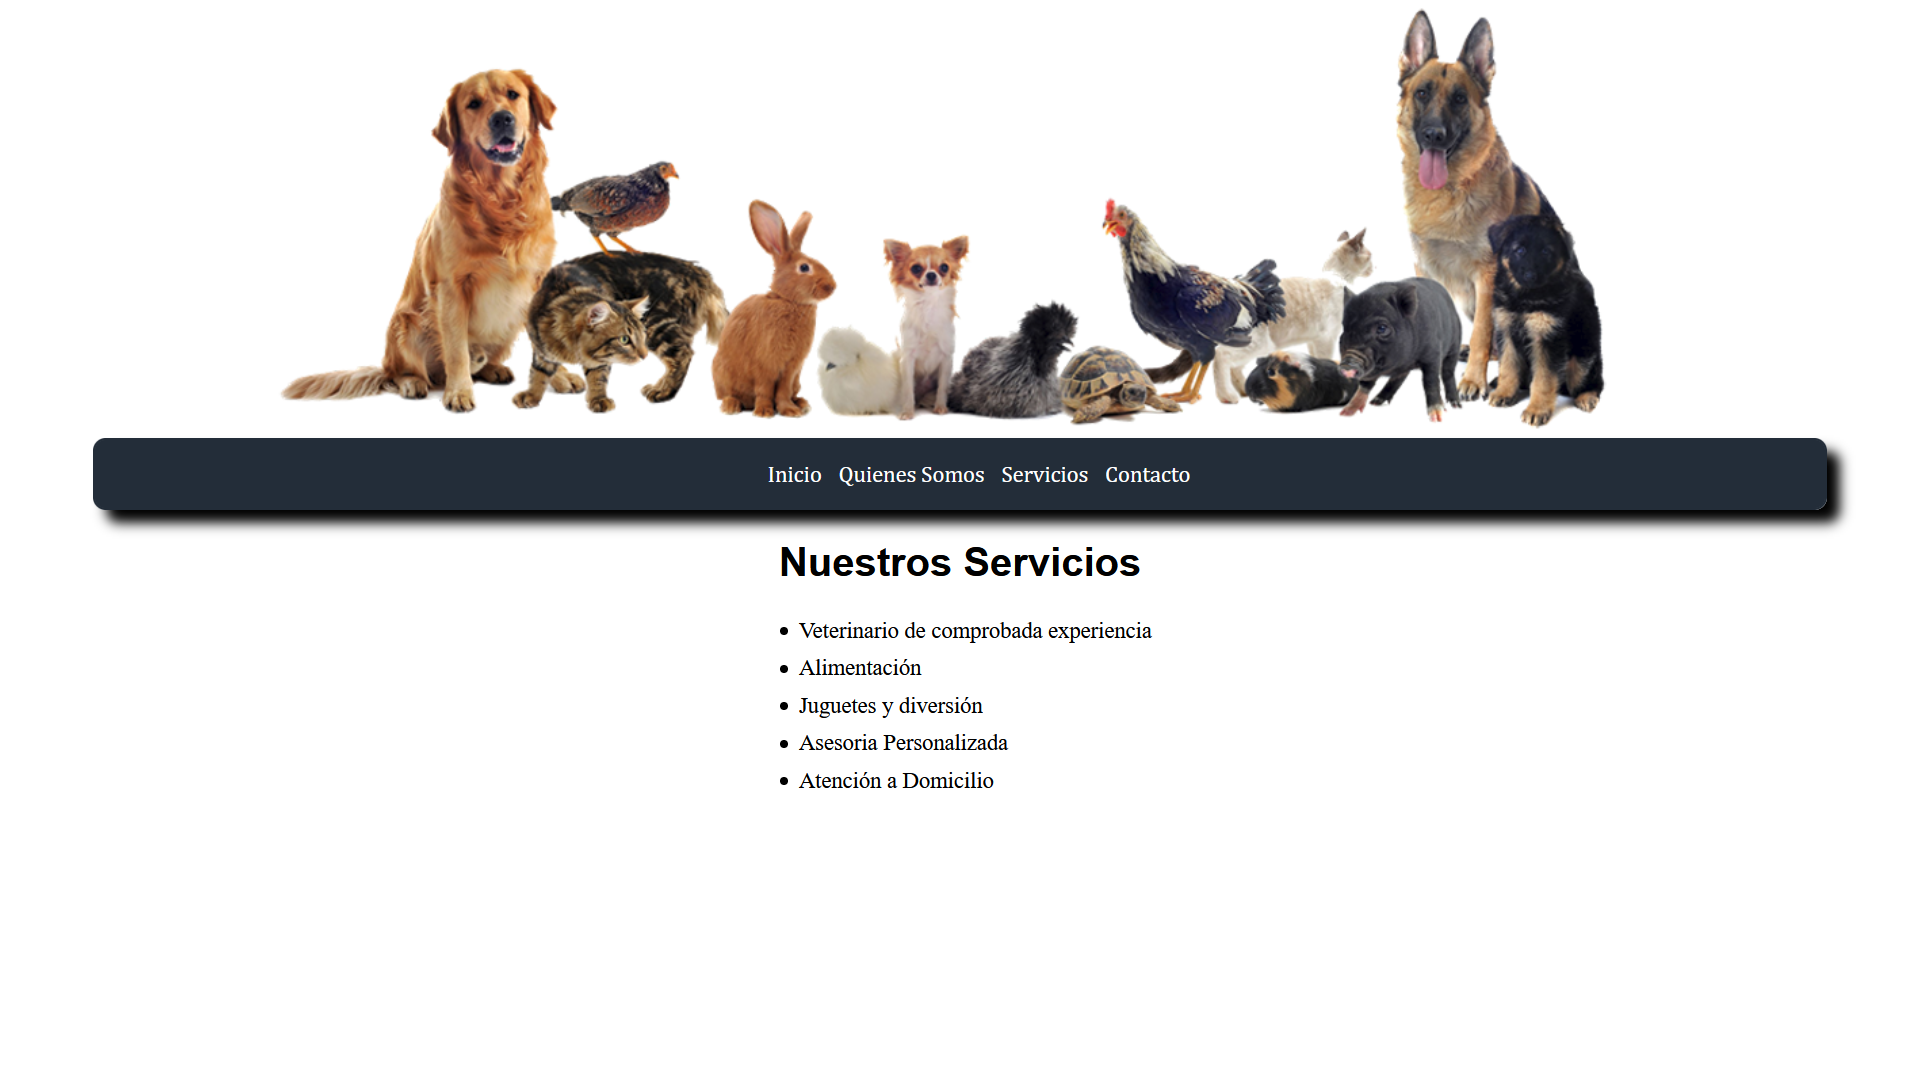 Inicio Quienes Somos Servicios Contacto
Nuestros Servicios
Veterinario de comprobada experiencia
Alimentación
Juguetes y diversión
Asesoria Personalizada
Atención a Domicilio